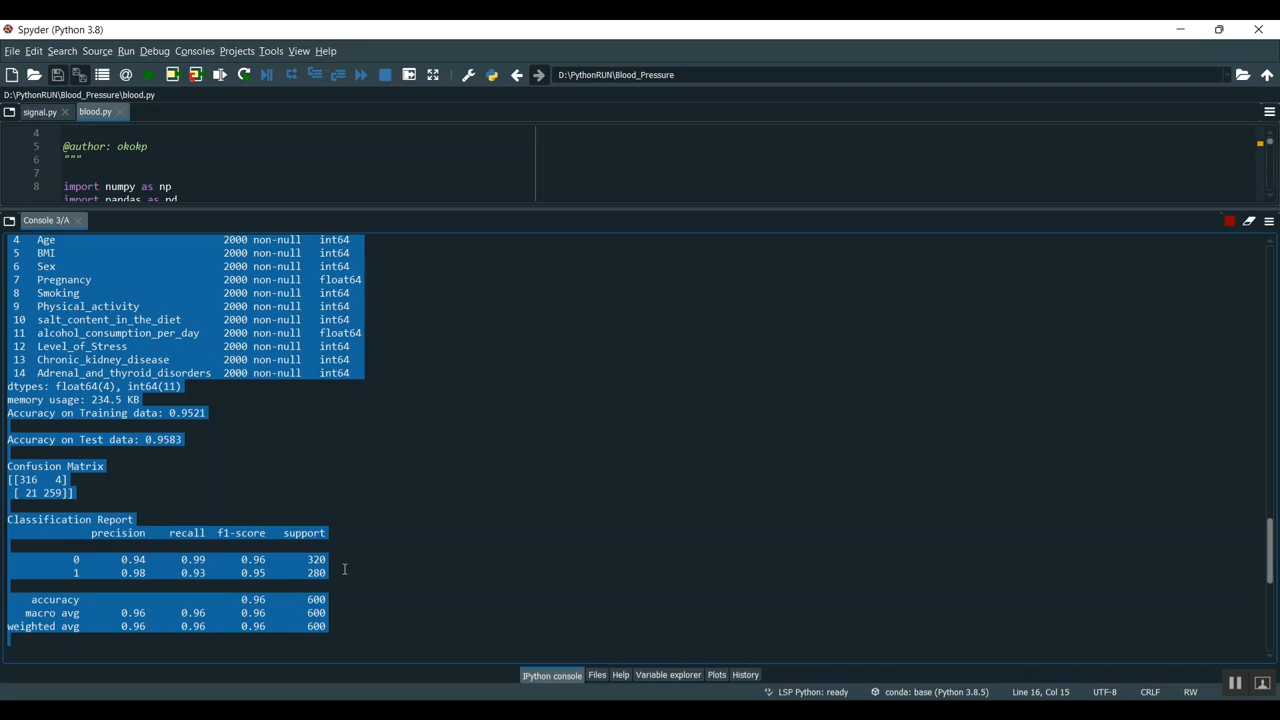 Spyder (Python 3.8)
File Edit Search Source Run Debug Consoles Projects Tools View Help
D:\PythonRUN\Blood_Pressure
D:\PythonRUN\Blood_Pressure\blood.py
signal.py blood.py
4
5 @author: okokp
6 """
7
8 import numpy as np
import pandas as pd
Console 3/A
4 Age 2000 non-null int64
5 BMI 2000 non-null int64
6 Sex 2000 non-null int64
7 Pregnancy 2000 non-null float64
8 Smoking 2000 non-null int64
9 Physical_activity 2000 non-null int64
10 salt_content_in_the_diet 2000 non-null int64
11 alcohol_consumption_per_day 2000 non-null float64
12 Level_of_Stress 2000 non-null int64
13 Chronic_kidney_disease 2000 non-null int64
14 Adrenal_and_thyroid_disorders 2000 non-null int64
dtypes: float64(4), int64(11)
memory usage: 234.5 KB
Accuracy on Training data: 0.9521
Accuracy on Test data: 0.9583
Confusion Matrix
[[316 4]
[ 21 259]]
Classification Report
precision recall f1-score support
0 0.94 0.99 0.96 320
1 0.98 0.93 0.95 280
accuracy 0.96 600
macro avg 0.96 0.96 0.96 600
weighted avg 0.96 0.96 0.96 600
IPython console Files Help Variable explorer Plots History
LSP Python: ready conda: base (Python 3.8.5) Line 16, Col 15 UTF-8 CRLF RW